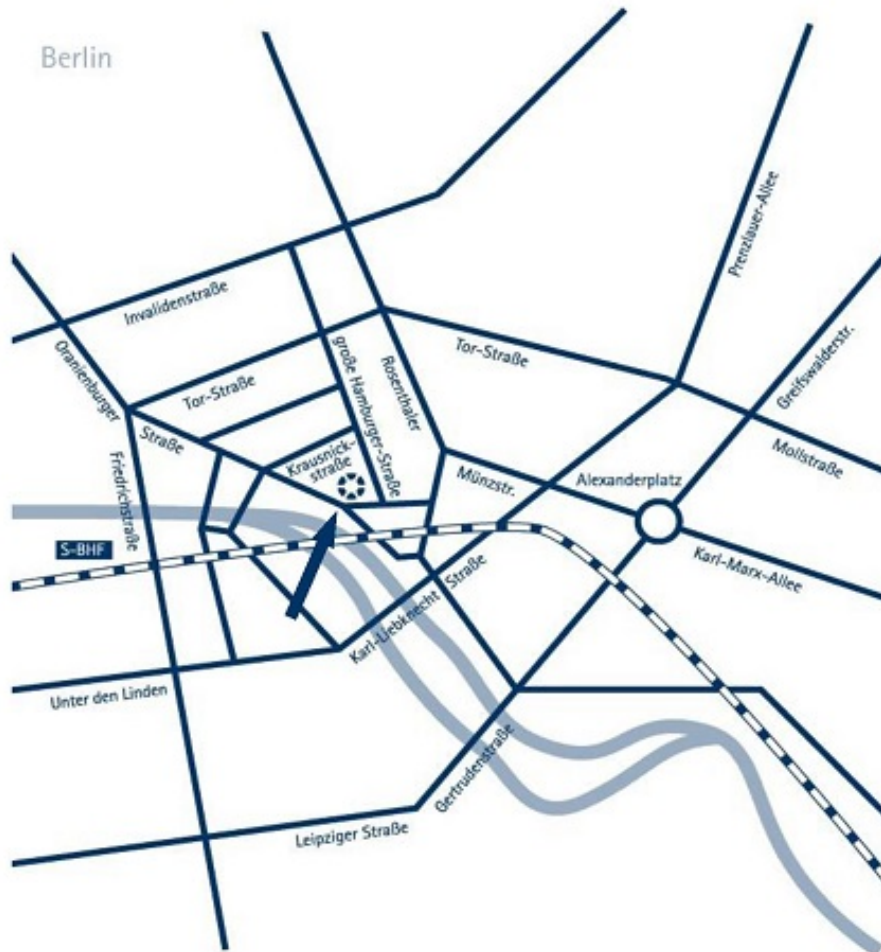 Berlin
Prenzlauer-Allee
Invalidenstraße
Oranienburger
Straße
Tor-Straße
große Hamburger-Straße
Rosenthaler
Tor-Straße
Greifswalderstr.
Mollstraße
Friedrichstraße
Krausnick-
straße
Münzstr.
Alexanderplatz
S-BHF
Karl-Marx-Allee
Karl-Liebknecht
Straße
Unter den Linden
Gertrudenstraße
Leipziger Straße